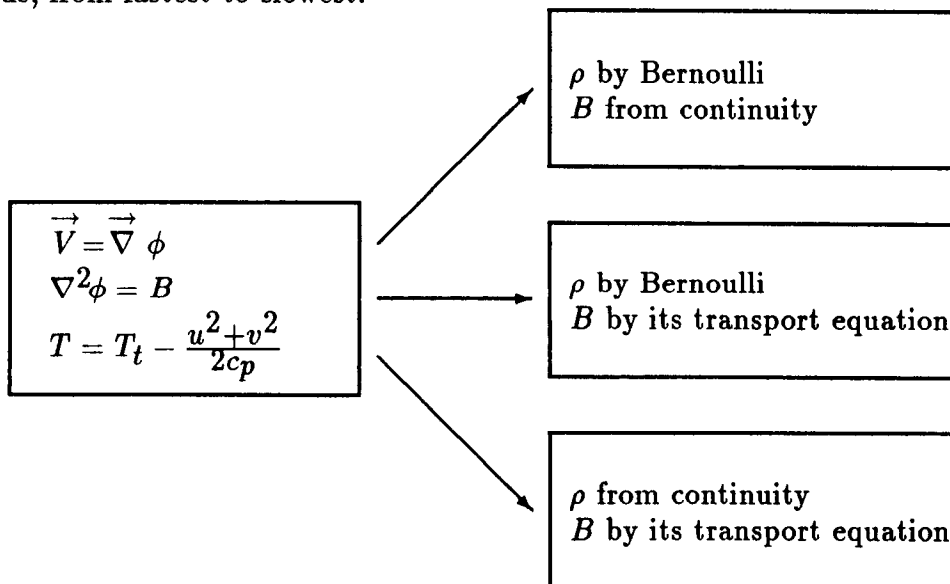 from fastest to slowest.
ρ by Bernoulli
B from continuity
V⃗ = ∇⃗ ϕ
∇²ϕ = B
T = T_t − (u²+v²)/(2c_p)
ρ by Bernoulli
B by its transport equation
ρ from continuity
B by its transport equation